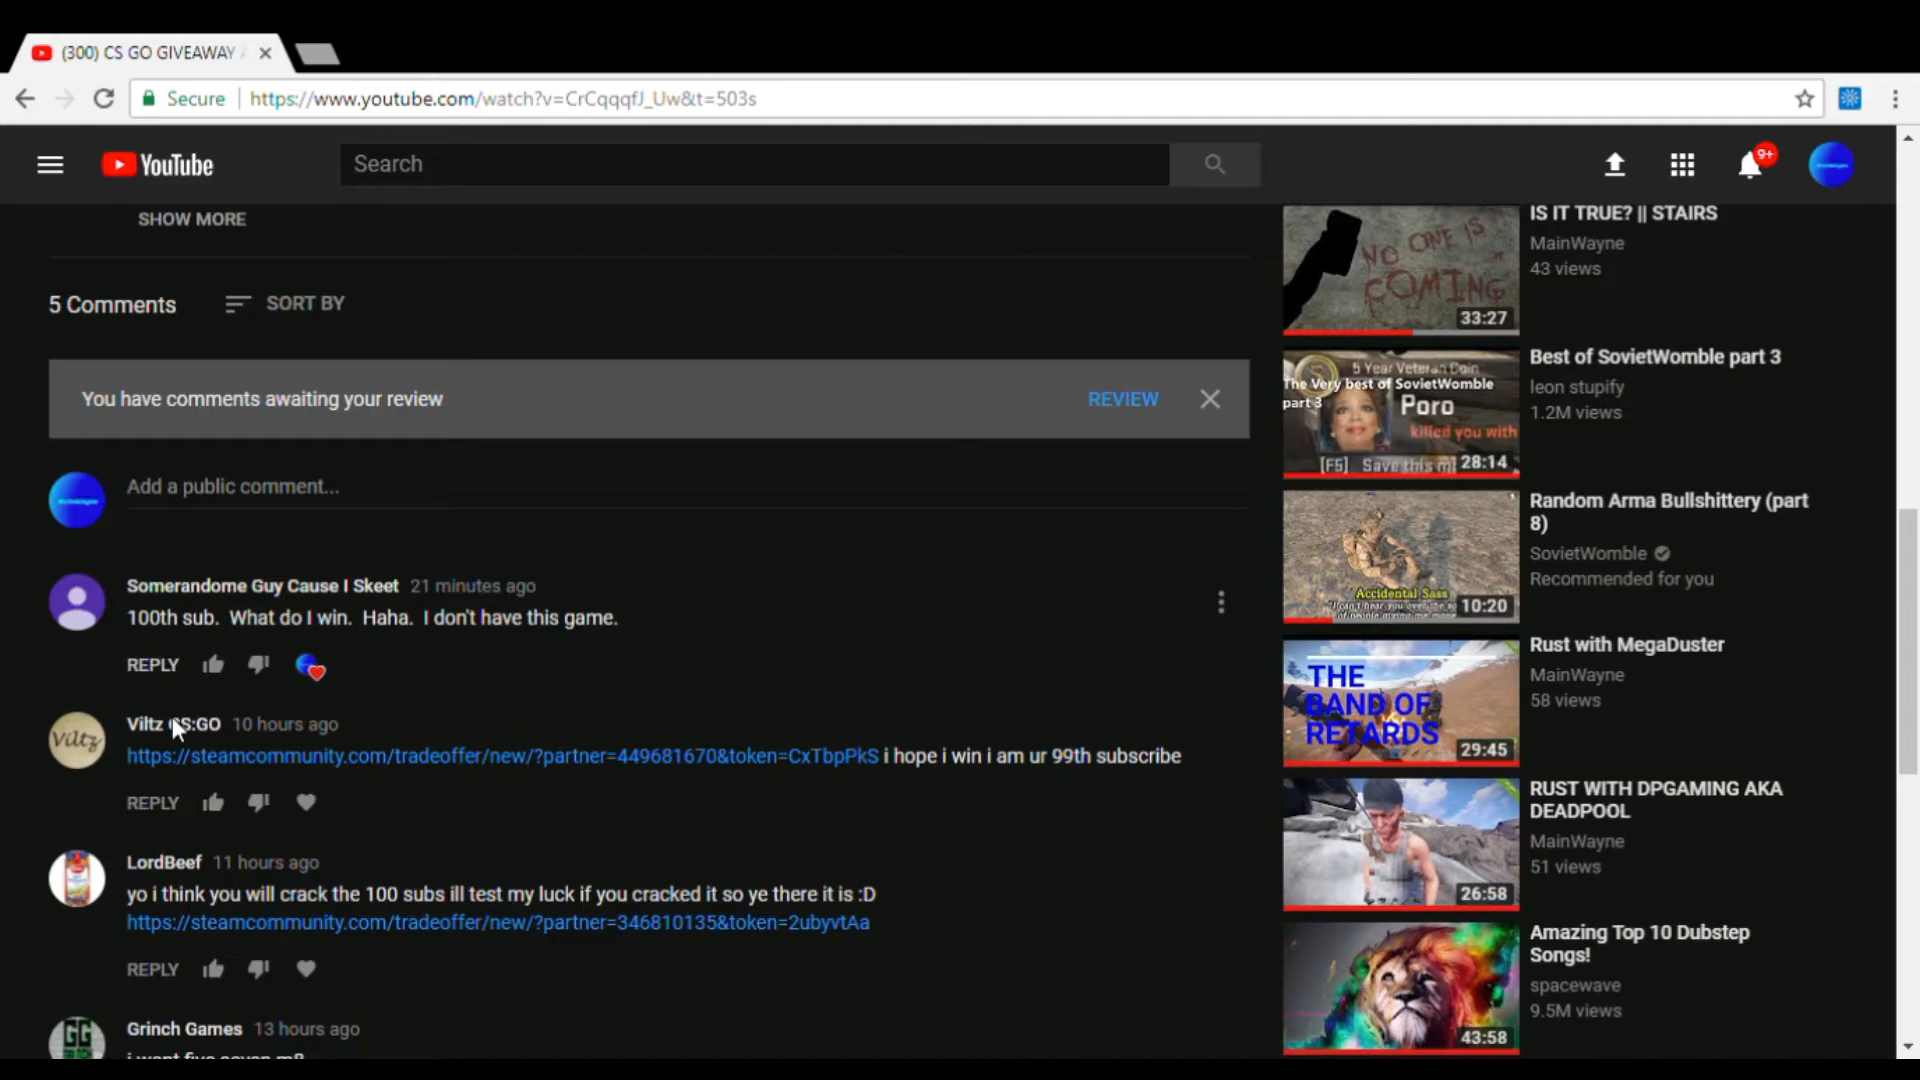 (300) CS GO GIVEAWAY
Secure https://www.youtube.com/watch?v=CrCqqqfJ_Uw&t=503s
YouTube
Search
9+
SHOW MORE
5 Comments SORT BY
You have comments awaiting your review REVIEW
Add a public comment...
Somerandome Guy Cause I Skeet 21 minutes ago
100th sub. What do I win. Haha. I don't have this game.
REPLY
Viltz
Viltz CS:GO 10 hours ago
https://steamcommunity.com/tradeoffer/new/?partner=449681670&token=CxTbpPkS i hope i win i am ur 99th subscribe
REPLY
LordBeef 11 hours ago
yo i think you will crack the 100 subs ill test my luck if you cracked it so ye there it is :D
https://steamcommunity.com/tradeoffer/new/?partner=346810135&token=2ubyvtAa
REPLY
GG
Grinch Games 13 hours ago
i want five seven m8
NO ONE IS
COMING
33:27
IS IT TRUE? || STAIRS
MainWayne
43 views
5 Year Veteran Coin
The Very best of SovietWomble
part 3
Poro
killed you with
[F5] Save this
28:14
Best of SovietWomble part 3
leon stupify
1.2M views
Accidental Sass
10:20
Random Arma Bullshittery (part
8)
SovietWomble
Recommended for you
THE
BAND OF
RETARDS
29:45
Rust with MegaDuster
MainWayne
58 views
26:58
RUST WITH DPGAMING AKA
DEADPOOL
MainWayne
51 views
43:58
Amazing Top 10 Dubstep
Songs!
spacewave
9.5M views